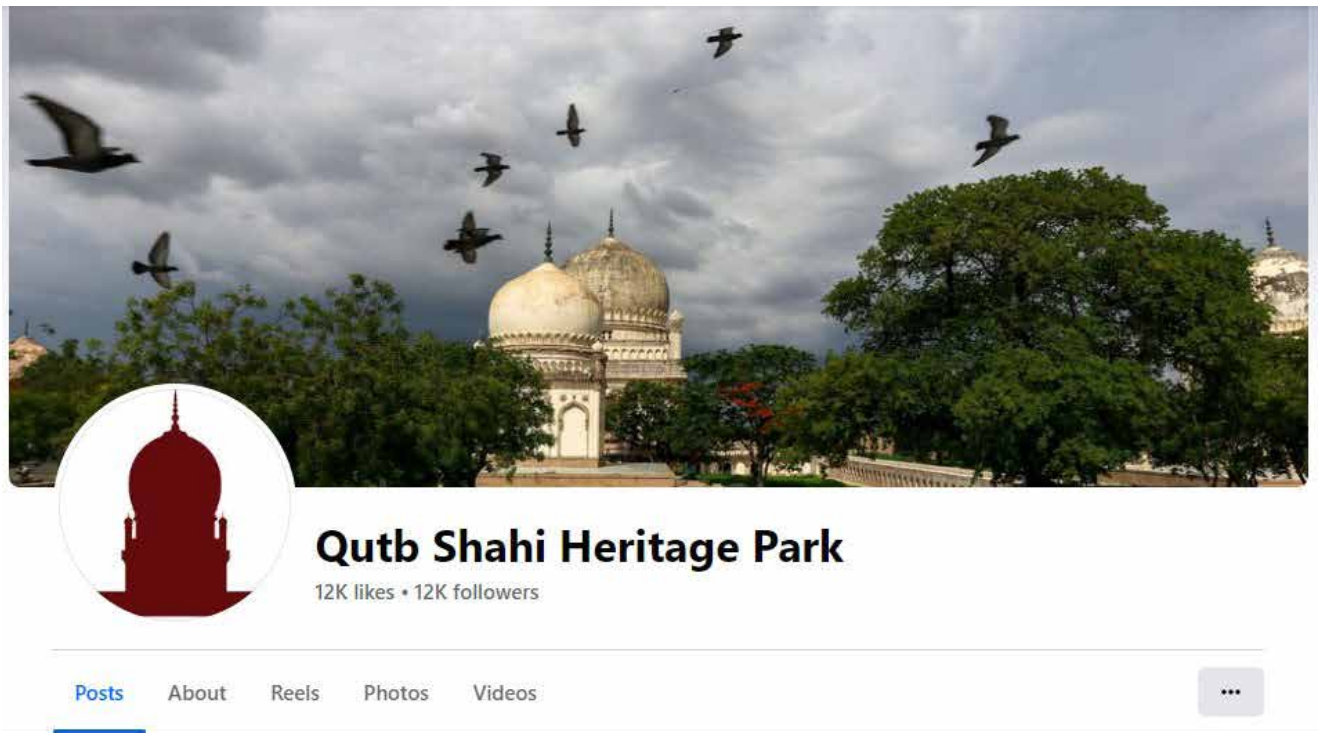 Qutb Shahi Heritage Park
12K likes • 12K followers
Posts About Reels Photos Videos ...